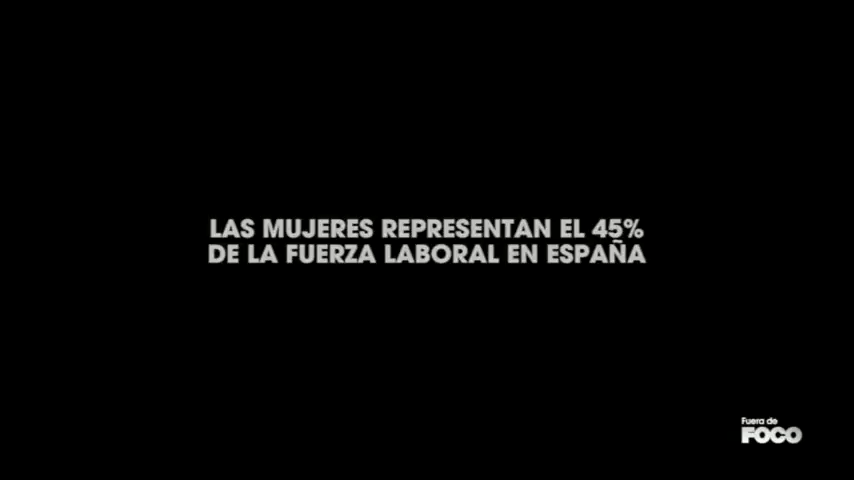 LAS MUJERES REPRESENTAN EL 45%
DE LA FUERZA LABORAL EN ESPAÑA
Fuera de
FOCO